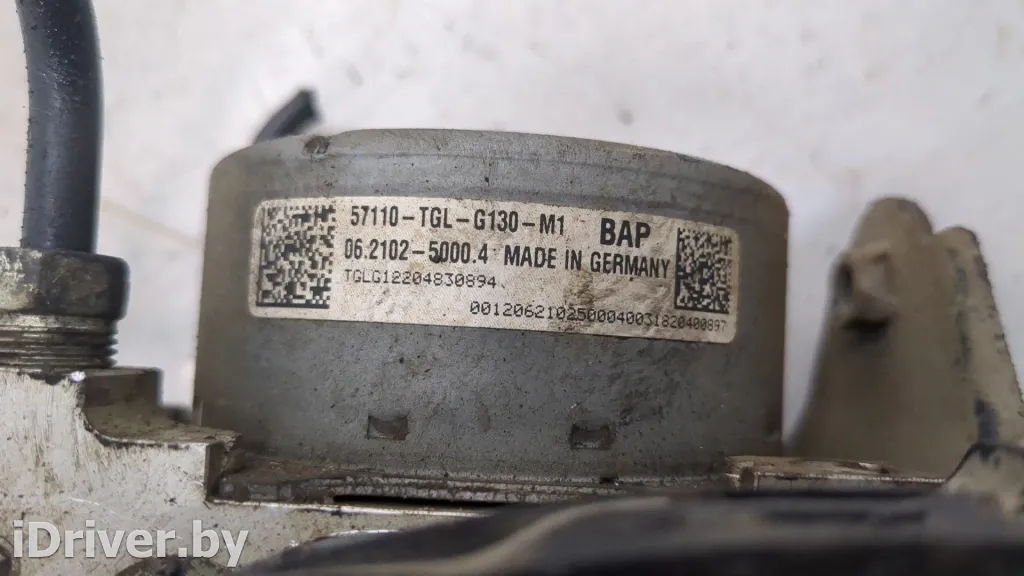 57110-TGL-G130-M1 BAP
06.2102-5000.4 MADE IN GERMANY
TGLG12204830894
0012062102500040031820400897
iDriver.by